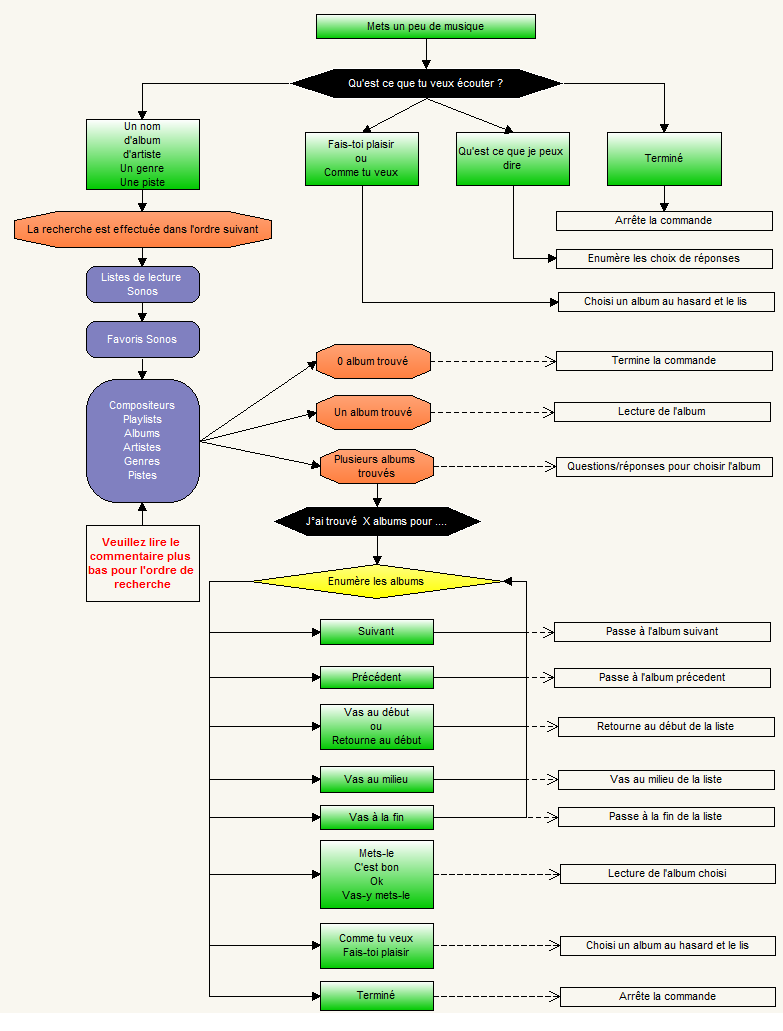 Mets un peu de musique
Qu'est ce que tu veux écouter ?
Un nom
d'album
d'artiste
Un genre
Une piste
Fais-toi plaisir
ou
Comme tu veux
Qu'est ce que je peux
dire
Terminé
Arrête la commande
La recherche est effectuée dans l'ordre suivant
Enumère les choix de réponses
Listes de lecture
Sonos
Choisi un album au hasard et le lis
Favoris Sonos
0 album trouvé
Termine la commande
Compositeurs
Playlists
Albums
Artistes
Genres
Pistes
Un album trouvé
Lecture de l'album
Plusieurs albums
trouvés
Questions/réponses pour choisir l'album
J'ai trouvé  X albums pour ....
Veuillez lire le
commentaire plus
bas pour l'ordre de
recherche
Enumère les albums
Suivant
Passe à l'album suivant
Précédent
Passe à l'album précedent
Vas au début
ou
Retourne au début
Retourne au début de la liste
Vas au milieu
Vas au milieu de la liste
Vas à la fin
Passe à la fin de la liste
Mets-le
C'est bon
Ok
Vas-y mets-le
Lecture de l'album choisi
Comme tu veux
Fais-toi plaisir
Choisi un album au hasard et le lis
Terminé
Arrête la commande